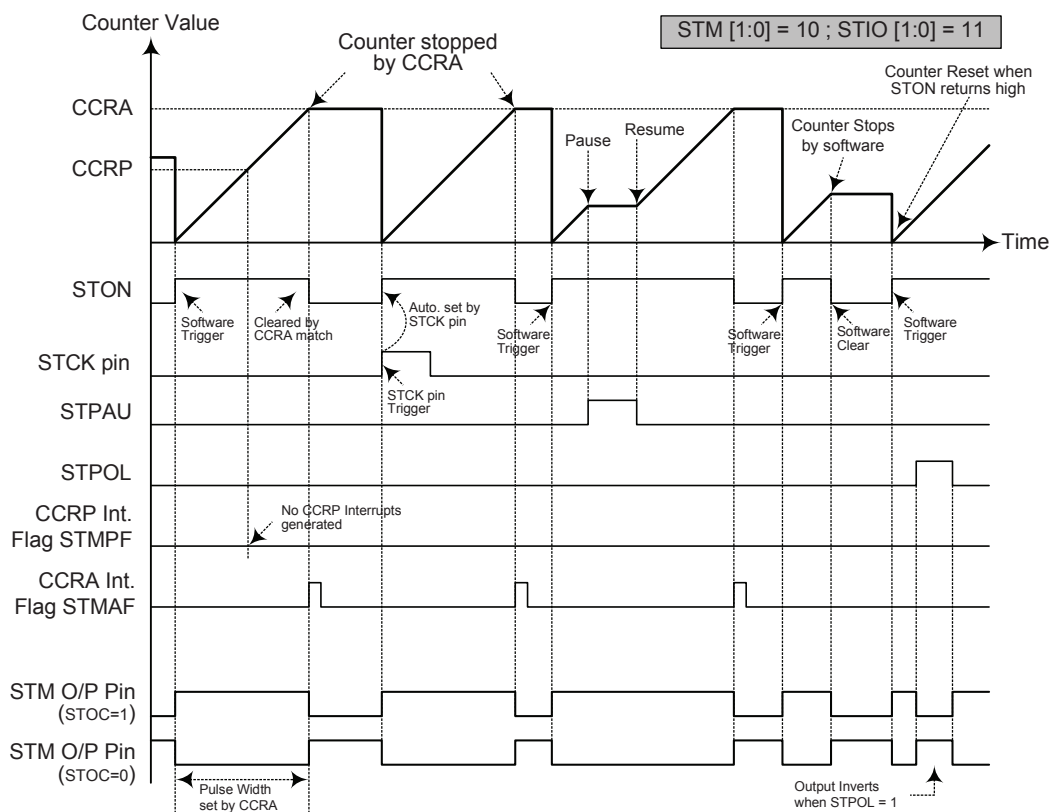 Counter Value
STM [1:0] = 10 ; STIO [1:0] = 11
Counter stopped
by CCRA
Counter Reset when
STON returns high
CCRA
CCRP
Pause
Resume
Counter Stops
by software
Time
STON
Software
Trigger
Cleared by
CCRA match
Auto. set by
STCK pin
Software
Trigger
Software
Trigger
Software
Clear
Software
Trigger
STCK pin
STCK pin
Trigger
STPAU
STPOL
CCRP Int.
Flag STMPF
No CCRP Interrupts
generated
CCRA Int.
Flag STMAF
STM O/P Pin
(STOC=1)
STM O/P Pin
(STOC=0)
Pulse Width
set by CCRA
Output Inverts
when STPOL = 1